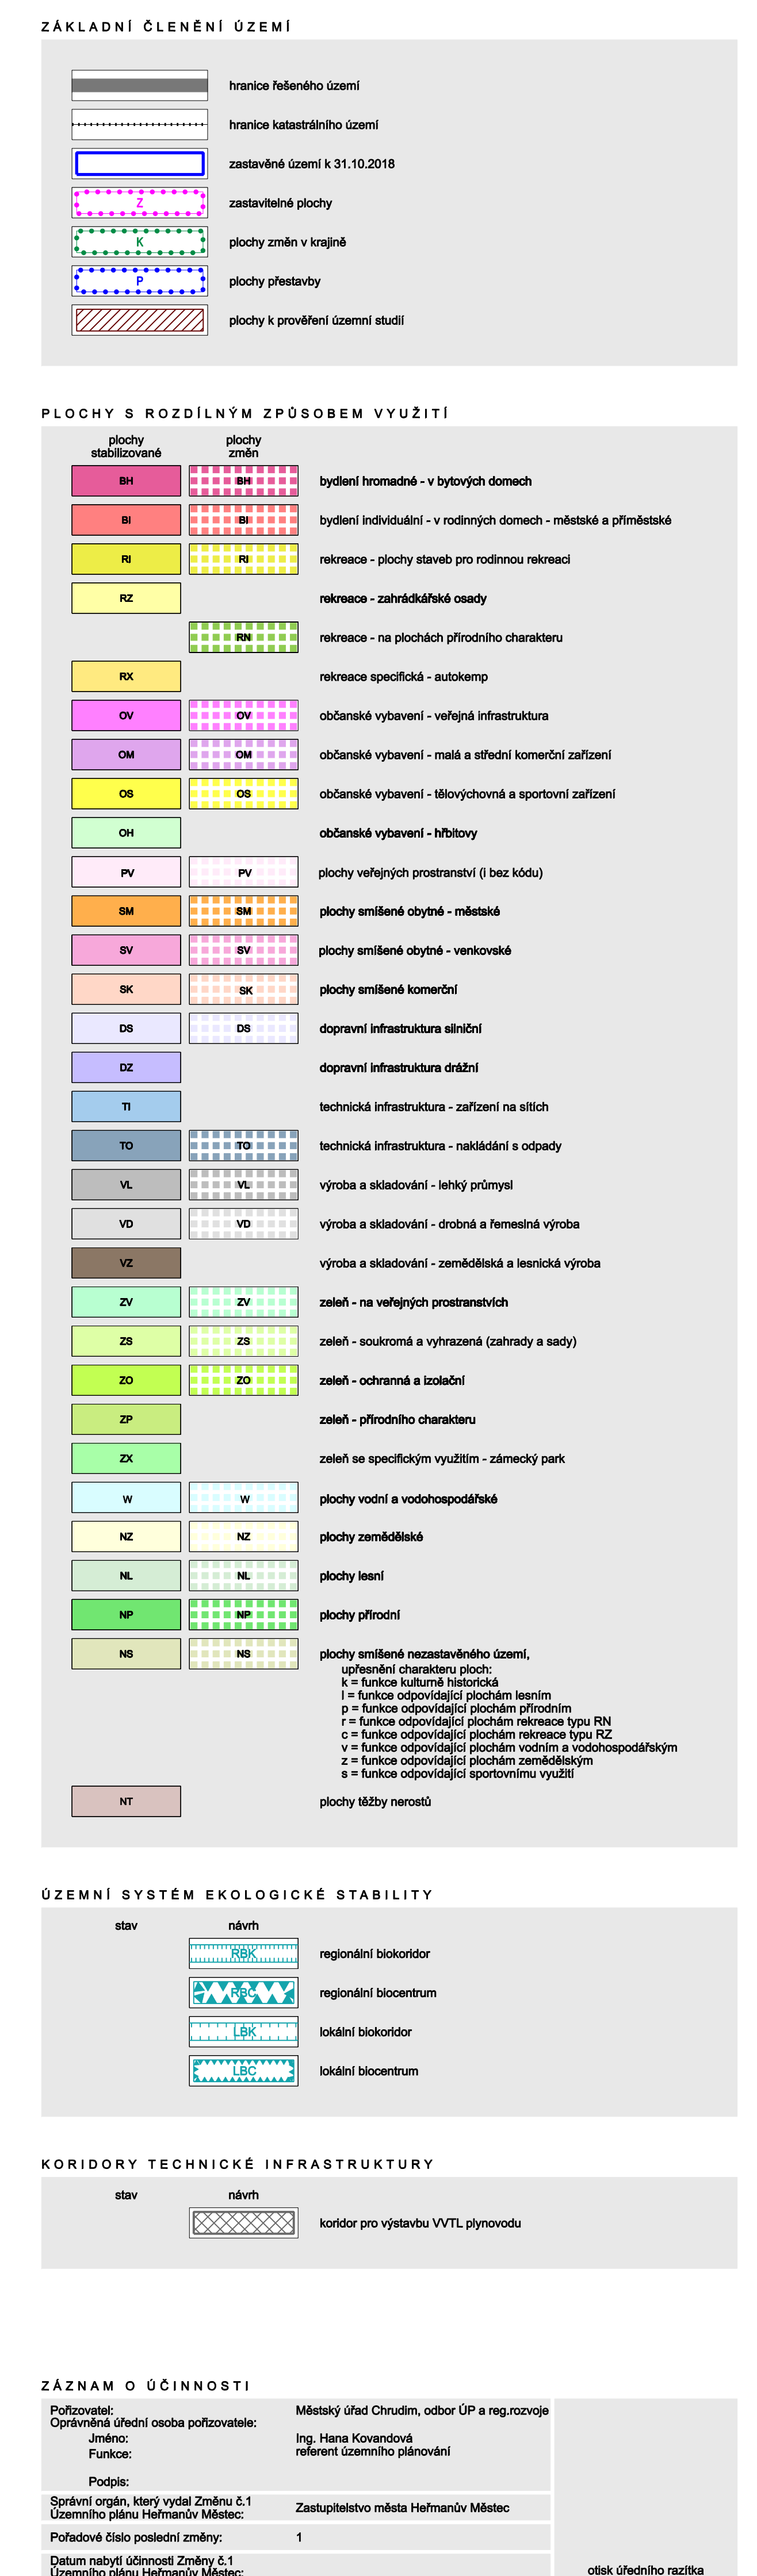 ZÁKLADNÍ ČLENĚNÍ ÚZEMÍ
hranice řešeného území
hranice katastrálního území
zastavěné území k 31.10.2018
Z zastavitelné plochy
K plochy změn v krajině
P plochy přestavby
plochy k prověření územní studií
PLOCHY S ROZDÍLNÝM ZPŮSOBEM VYUŽITÍ
plochy plochy
stabilizované změn
BH BH bydlení hromadné - v bytových domech
BI BI bydlení individuální - v rodinných domech - městské a příměstské
RI RI rekreace - plochy staveb pro rodinnou rekreaci
RZ rekreace - zahrádkářské osady
RN rekreace - na plochách přírodního charakteru
RX rekreace specifická - autokemp
OV OV občanské vybavení - veřejná infrastruktura
OM OM občanské vybavení - malá a střední komerční zařízení
OS OS občanské vybavení - tělovýchovná a sportovní zařízení
OH občanské vybavení - hřbitovy
PV PV plochy veřejných prostranství (i bez kódu)
SM SM plochy smíšené obytné - městské
SV SV plochy smíšené obytné - venkovské
SK SK plochy smíšené komerční
DS DS dopravní infrastruktura silniční
DZ dopravní infrastruktura drážní
TI technická infrastruktura - zařízení na sítích
TO TO technická infrastruktura - nakládání s odpady
VL VL výroba a skladování - lehký průmysl
VD VD výroba a skladování - drobná a řemeslná výroba
VZ výroba a skladování - zemědělská a lesnická výroba
ZV ZV zeleň - na veřejných prostranstvích
ZS ZS zeleň - soukromá a vyhrazená (zahrady a sady)
ZO ZO zeleň - ochranná a izolační
ZP zeleň - přírodního charakteru
ZX zeleň se specifickým využitím - zámecký park
W W plochy vodní a vodohospodářské
NZ NZ plochy zemědělské
NL NL plochy lesní
NP NP plochy přírodní
NS NS plochy smíšené nezastavěného území,
upřesnění charakteru ploch:
k = funkce kulturně historická
l = funkce odpovídající plochám lesním
p = funkce odpovídající plochám přírodním
r = funkce odpovídající plochám rekreace typu RN
c = funkce odpovídající plochám rekreace typu RZ
v = funkce odpovídající plochám vodním a vodohospodářským
z = funkce odpovídající plochám zemědělským
s = funkce odpovídající sportovnímu využití
NT plochy těžby nerostů
ÚZEMNÍ SYSTÉM EKOLOGICKÉ STABILITY
stav návrh
RBK regionální biokoridor
RBC regionální biocentrum
LBK lokální biokoridor
LBC lokální biocentrum
KORIDORY TECHNICKÉ INFRASTRUKTURY
stav návrh
koridor pro výstavbu VVTL plynovodu
ZÁZNAM O ÚČINNOSTI
Pořizovatel: Městský úřad Chrudim, odbor ÚP a reg.rozvoje
Oprávněná úřední osoba pořizovatele:
Jméno: Ing. Hana Kovandová
Funkce: referent územního plánování
Podpis:
Správní orgán, který vydal Změnu č.1
Územního plánu Heřmanův Městec: Zastupitelstvo města Heřmanův Městec
Pořadové číslo poslední změny: 1
Datum nabytí účinnosti Změny č.1
Územního plánu Heřmanův Městec:
otisk úředního razítka